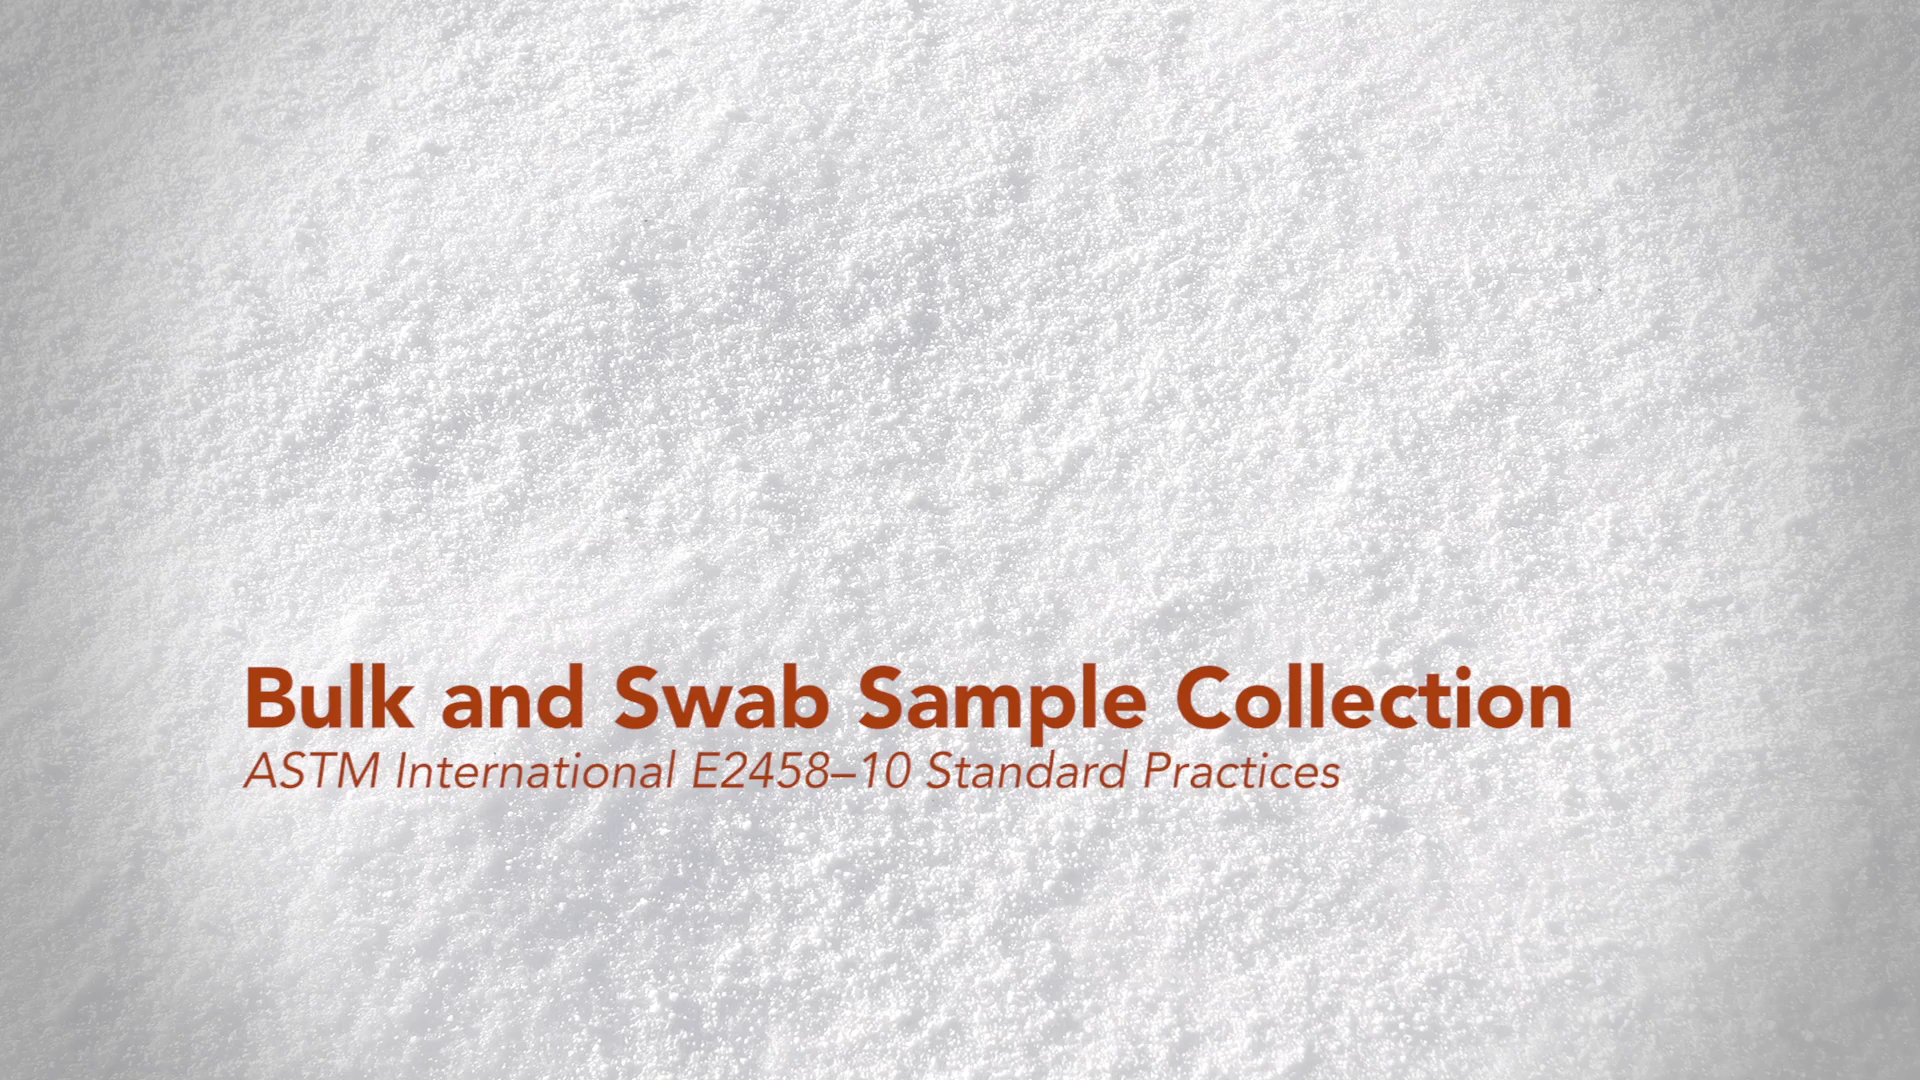 Bulk and Swab Sample Collection
ASTM International E2458–10 Standard Practices